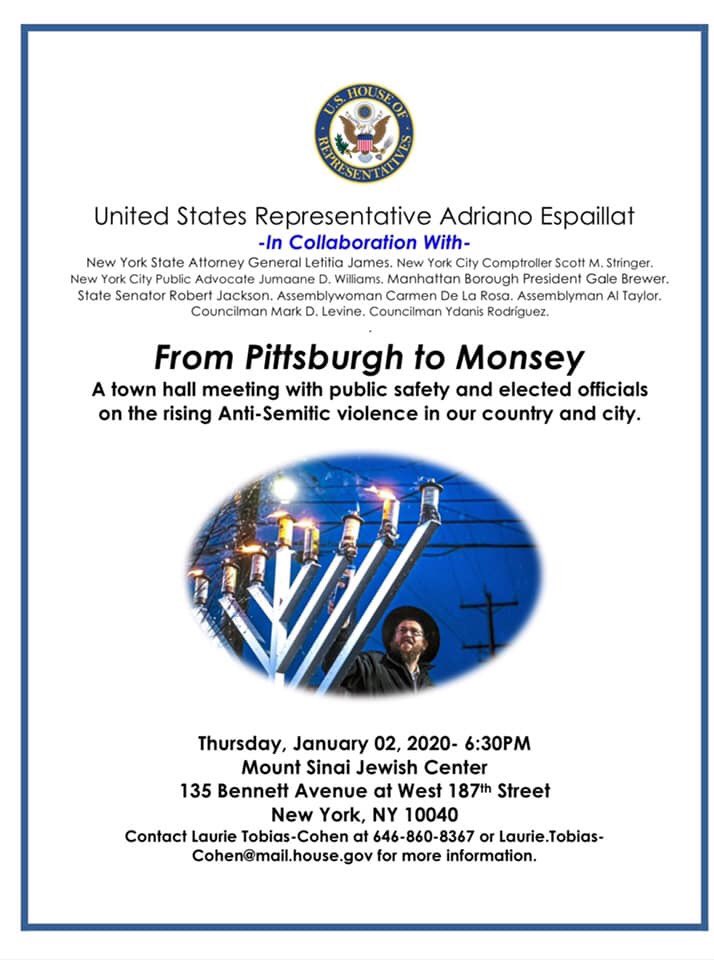 U.S. HOUSE OF
REPRESENTATIVES
United States Representative Adriano Espaillat
-In Collaboration With-
New York State Attorney General Letitia James. New York City Comptroller Scott M. Stringer.
New York City Public Advocate Jumaane D. Williams. Manhattan Borough President Gale Brewer.
State Senator Robert Jackson. Assemblywoman Carmen De La Rosa. Assemblyman Al Taylor.
Councilman Mark D. Levine. Councilman Ydanis Rodríguez.
.
From Pittsburgh to Monsey
A town hall meeting with public safety and elected officials
on the rising Anti-Semitic violence in our country and city.
Thursday, January 02, 2020- 6:30PM
Mount Sinai Jewish Center
135 Bennett Avenue at West 187th Street
New York, NY 10040
Contact Laurie Tobias-Cohen at 646-860-8367 or Laurie.Tobias-
Cohen@mail.house.gov for more information.